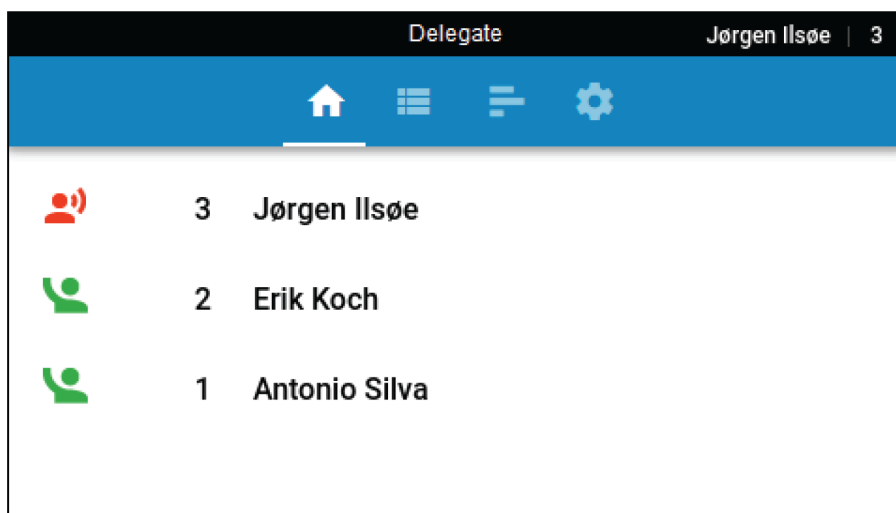 Delegate Jørgen Ilsøe | 3
3 Jørgen Ilsøe
2 Erik Koch
1 Antonio Silva